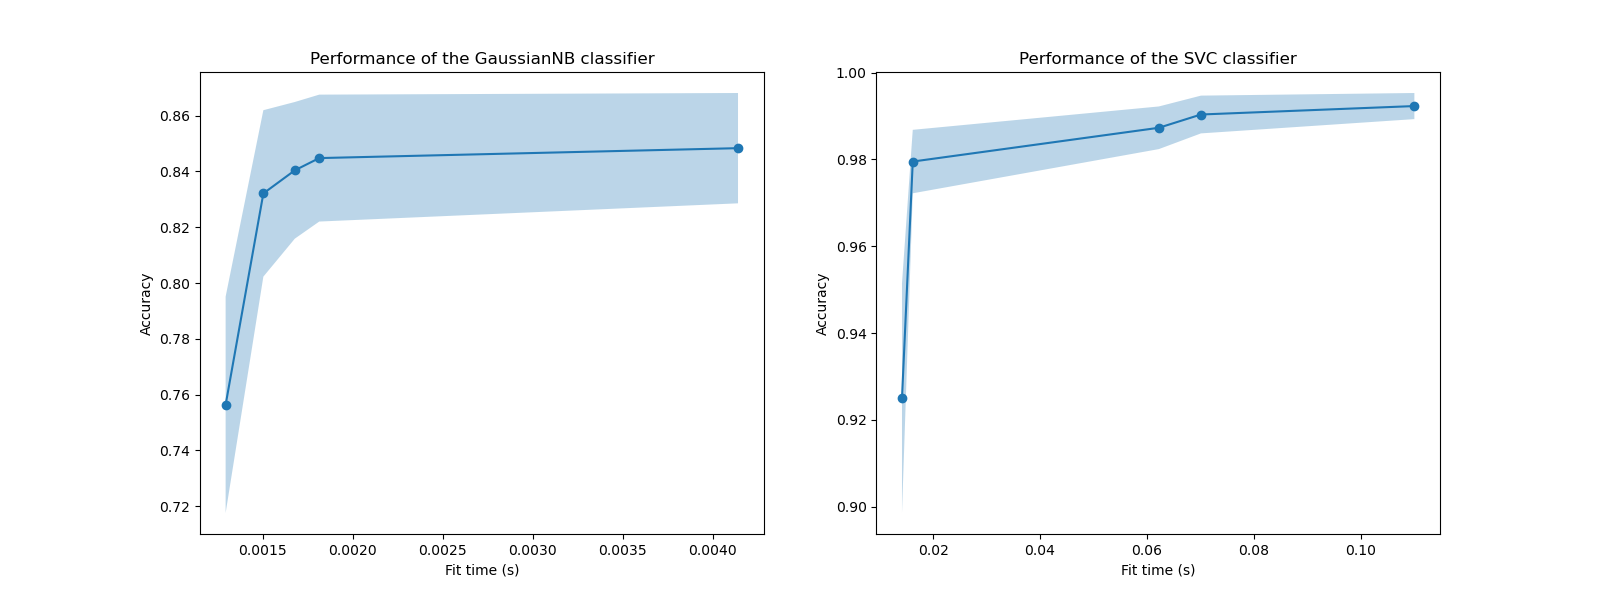 Performance of the GaussianNB classifier
0.86
0.84
0.82
0.80
0.78
0.76
0.74
0.72
Accuracy
0.0015 0.0020 0.0025 0.0030 0.0035 0.0040
Fit time (s)
Performance of the SVC classifier
1.00
0.98
0.96
0.94
0.92
0.90
Accuracy
0.02 0.04 0.06 0.08 0.10
Fit time (s)